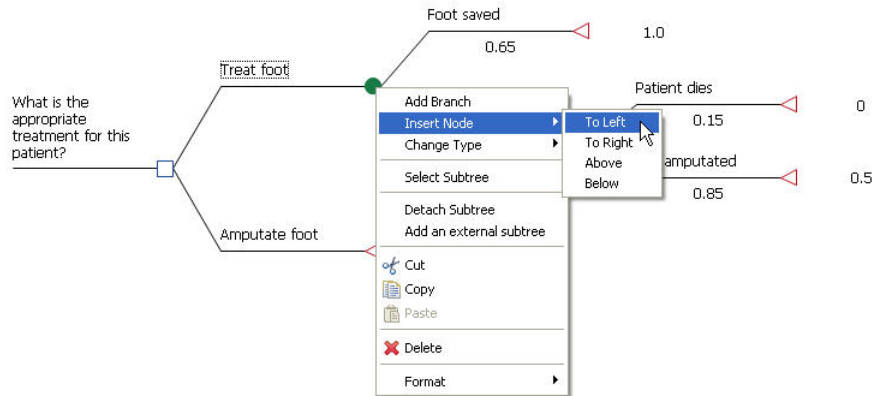 Foot saved
0.65
1.0
Treat foot
What is the
appropriate
treatment for this
patient?
Patient dies
0.15
0
amputated
0.85
0.5
Amputate foot
Add Branch
Insert Node
Change Type
Select Subtree
Detach Subtree
Add an external subtree
Cut
Copy
Paste
Delete
Format
To Left
To Right
Above
Below